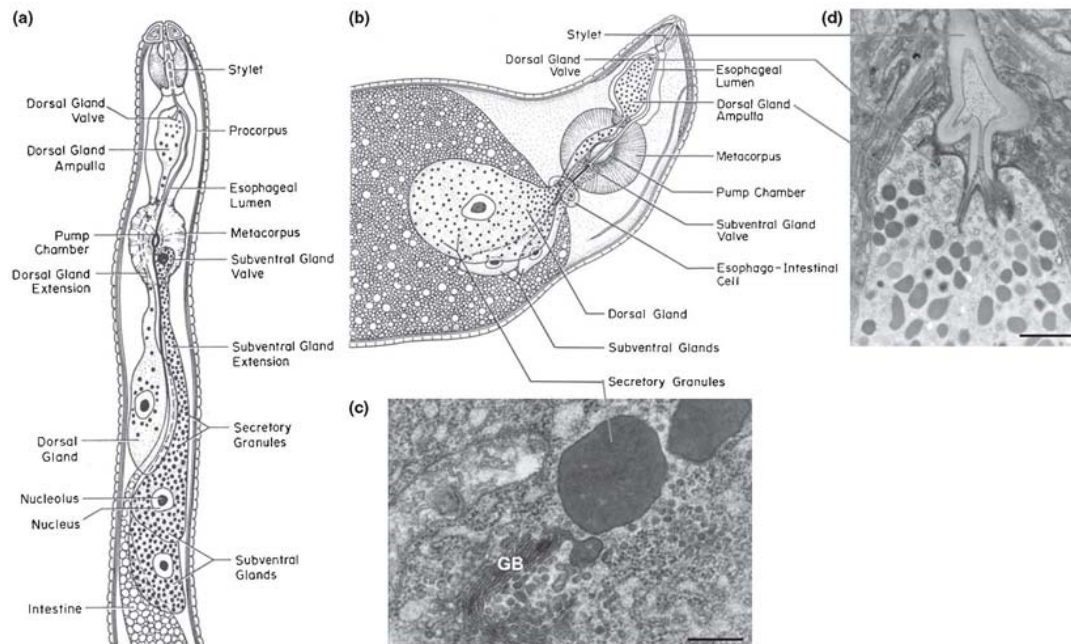 (a)
Stylet
Dorsal Gland
Valve
Procorpus
Dorsal Gland
Ampulla
Esophageal
Lumen
Pump
Chamber
Metacorpus
Dorsal Gland
Extension
Subventral Gland
Valve
Subventral Gland
Extension
Secretory
Granules
Dorsal
Gland
Nucleolus
Nucleus
Subventral
Glands
Intestine
(b)
Stylet
Dorsal Gland
Valve
Esophageal
Lumen
Dorsal Gland
Ampulla
Metacorpus
Pump Chamber
Subventral Gland
Valve
Esophago-Intestinal
Cell
Dorsal Gland
Subventral Glands
Secretory Granules
(c)
GB
(d)